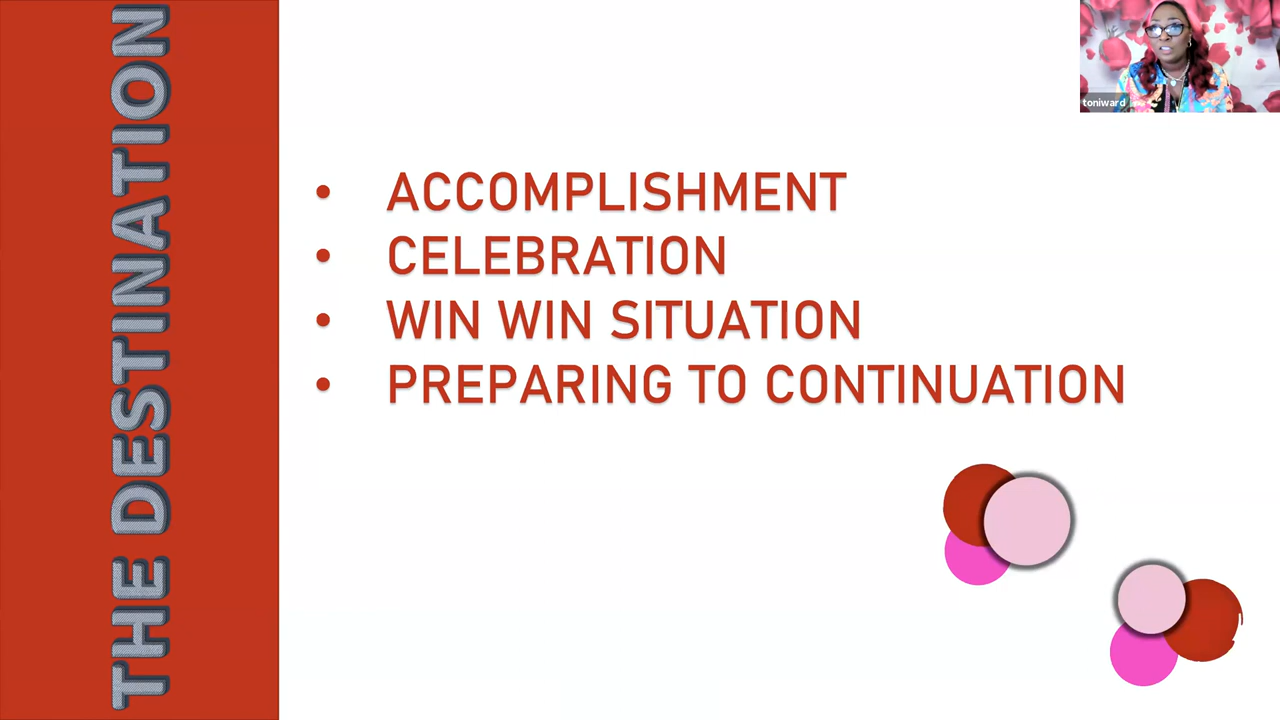 THE DESTINATION
toniward
• ACCOMPLISHMENT
• CELEBRATION
• WIN WIN SITUATION
• PREPARING TO CONTINUATION